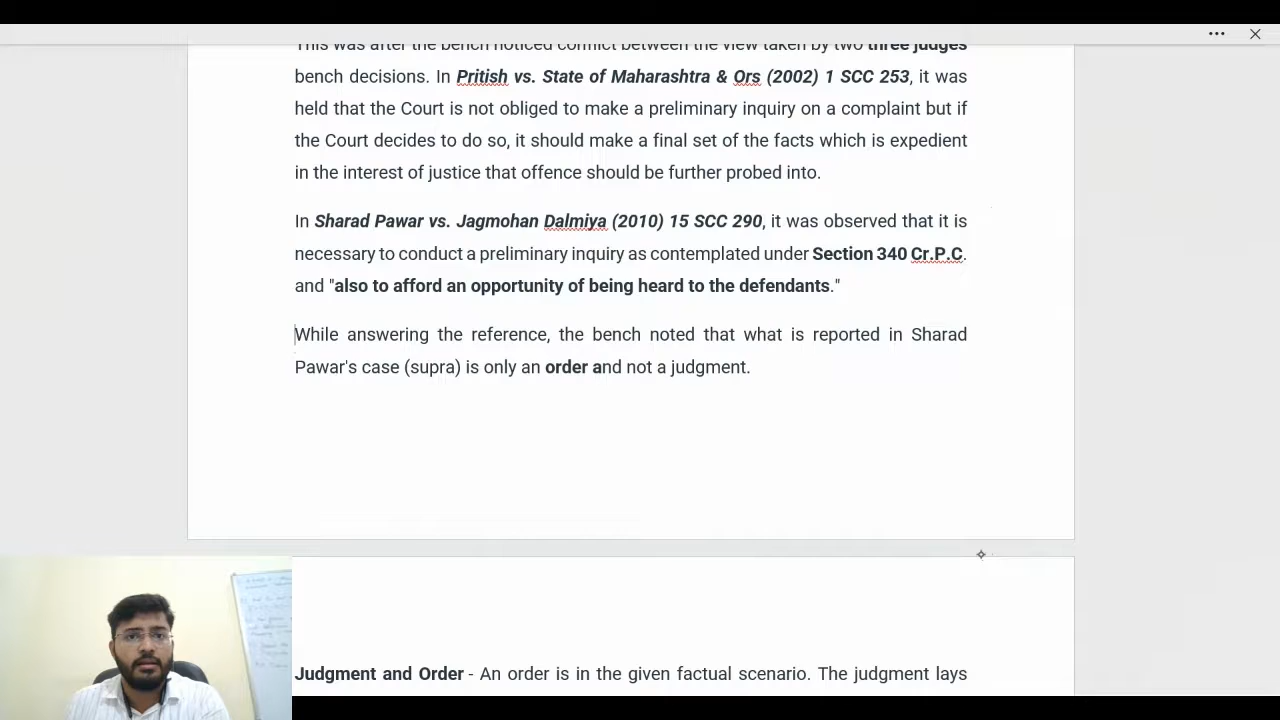 This was after the bench noticed conflict between the view taken by two three judges
bench decisions. In Pritish vs. State of Maharashtra & Ors (2002) 1 SCC 253, it was
held that the Court is not obliged to make a preliminary inquiry on a complaint but if
the Court decides to do so, it should make a final set of the facts which is expedient
in the interest of justice that offence should be further probed into.
In Sharad Pawar vs. Jagmohan Dalmiya (2010) 15 SCC 290, it was observed that it is
necessary to conduct a preliminary inquiry as contemplated under Section 340 Cr.P.C.
and "also to afford an opportunity of being heard to the defendants."
While answering the reference, the bench noted that what is reported in Sharad
Pawar's case (supra) is only an order and not a judgment.
Judgment and Order - An order is in the given factual scenario. The judgment lays